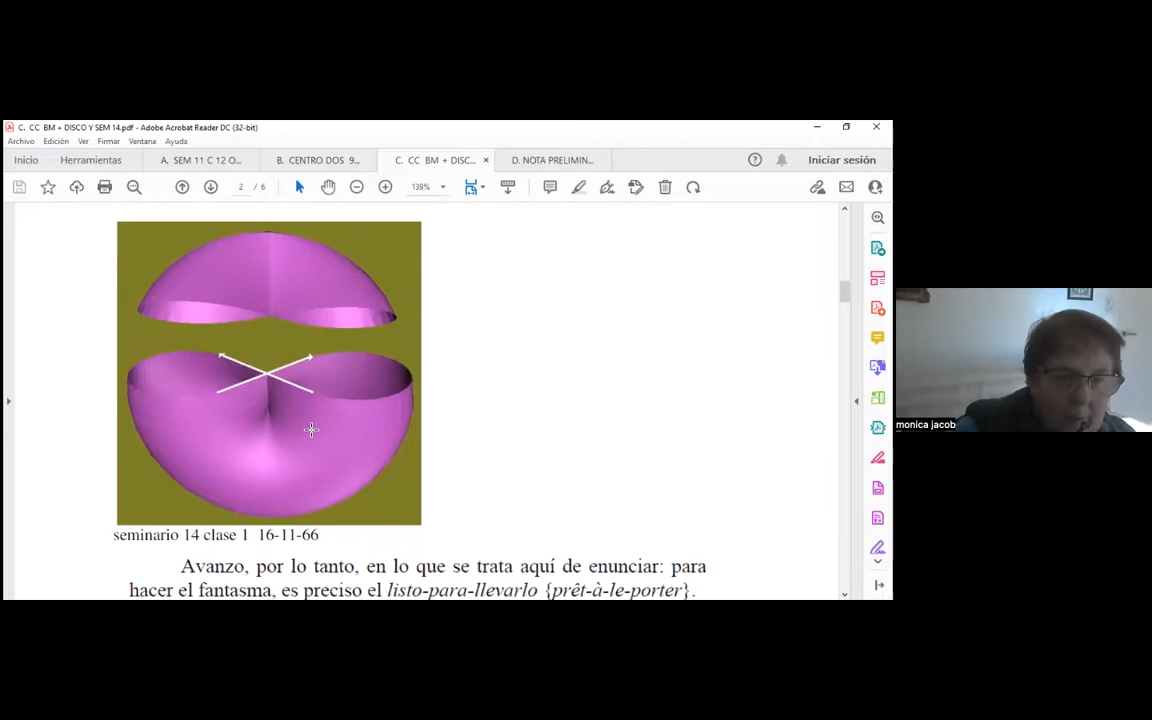 C. CC BM + DISCO Y SEM 14.pdf - Adobe Acrobat Reader DC (32-bit)
Archivo Edición Ver Firmar Ventana Ayuda
Inicio Herramientas A. SEM 11 C 12 O... B. CENTRO DOS 9... C. CC BM + DISC... D. NOTA PRELIMIN... Iniciar sesión
2 / 6 139%
seminario 14 clase 1 16-11-66
Avanzo, por lo tanto, en lo que se trata aquí de enunciar: para
hacer el fantasma, es preciso el listo-para-llevarlo {prêt-à-le-porter}.
monica jacob